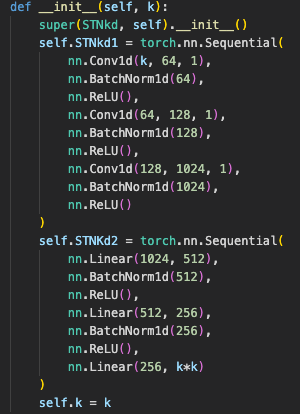 def __init__(self, k):
    super(STNkd, self).__init__()
    self.STNkd1 = torch.nn.Sequential(
        nn.Conv1d(k, 64, 1),
        nn.BatchNorm1d(64),
        nn.ReLU(),
        nn.Conv1d(64, 128, 1),
        nn.BatchNorm1d(128),
        nn.ReLU(),
        nn.Conv1d(128, 1024, 1),
        nn.BatchNorm1d(1024),
        nn.ReLU()
    )
    self.STNKd2 = torch.nn.Sequential(
        nn.Linear(1024, 512),
        nn.BatchNorm1d(512),
        nn.ReLU(),
        nn.Linear(512, 256),
        nn.BatchNorm1d(256),
        nn.ReLU(),
        nn.Linear(256, k*k)
    )
    self.k = k